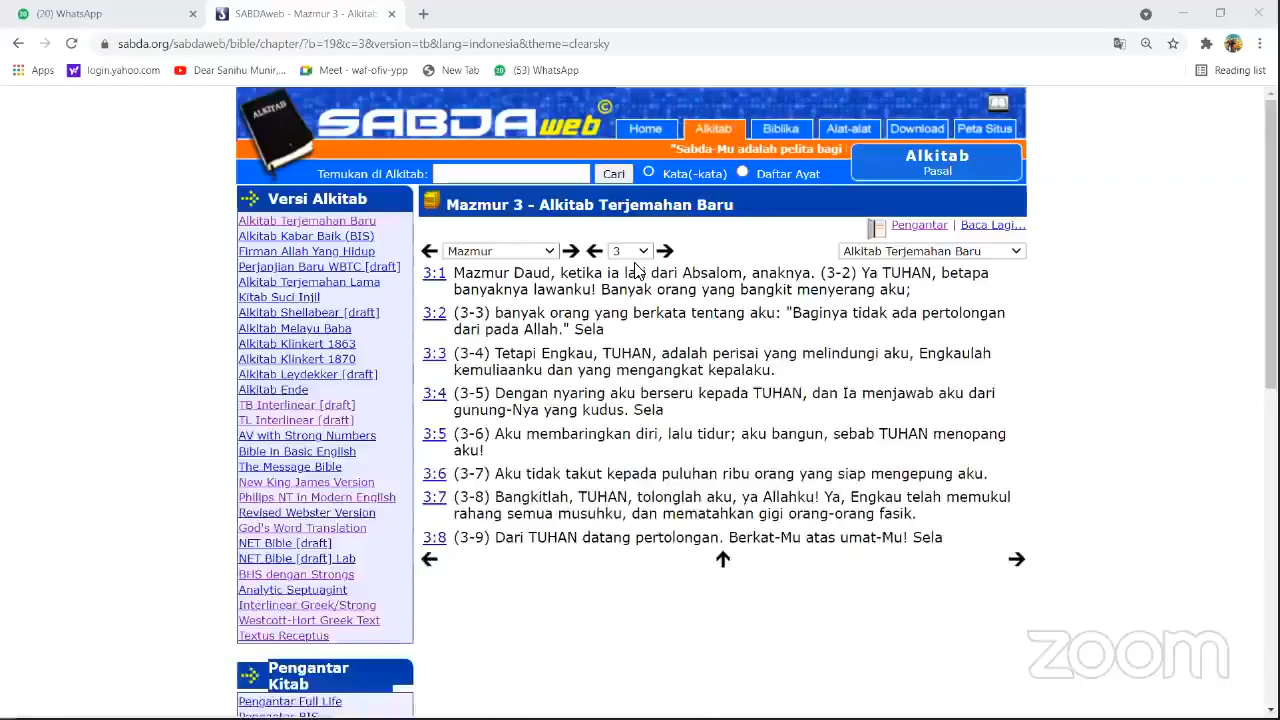 (20) WhatsApp
SABDAweb - Mazmur 3 - Alkitab
sabda.org/sabdaweb/bible/chapter/?b=19&c=3&version=tb&lang=indonesia&theme=clearsky
Apps
login.yahoo.com
Dear Sanihu Munir,...
Meet - waf-ofiv-ypp
New Tab
(53) WhatsApp
Reading list
ALKITAB
SABDAweb ©
Home
Alkitab
Biblika
Alat-alat
Download
Peta Situs
"Sabda-Mu adalah pelita bagi
Alkitab
Pasal
Temukan di Alkitab:
Cari
Kata(-kata)
Daftar Ayat
Versi Alkitab
Alkitab Terjemahan Baru
Alkitab Kabar Baik (BIS)
Firman Allah Yang Hidup
Perjanjian Baru WBTC [draft]
Alkitab Terjemahan Lama
Kitab Suci Injil
Alkitab Shellabear [draft]
Alkitab Melayu Baba
Alkitab Klinkert 1863
Alkitab Klinkert 1870
Alkitab Leydekker [draft]
Alkitab Ende
TB Interlinear [draft]
TL Interlinear [draft]
AV with Strong Numbers
Bible in Basic English
The Message Bible
New King James Version
Philips NT in Modern English
Revised Webster Version
God's Word Translation
NET Bible [draft]
NET Bible [draft] Lab
BHS dengan Strongs
Analytic Septuagint
Interlinear Greek/Strong
Westcott-Hort Greek Text
Textus Receptus
Pengantar
Kitab
Pengantar Full Life
Pengantar BIS
Mazmur 3 - Alkitab Terjemahan Baru
Pengantar | Baca Lagi...
Mazmur
3
Alkitab Terjemahan Baru
3:1 Mazmur Daud, ketika ia dari Absalom, anaknya. (3-2) Ya TUHAN, betapa
banyaknya lawanku! Banyak orang yang bangkit menyerang aku;
3:2 (3-3) banyak orang yang berkata tentang aku: "Baginya tidak ada pertolongan
dari pada Allah." Sela
3:3 (3-4) Tetapi Engkau, TUHAN, adalah perisai yang melindungi aku, Engkaulah
kemuliaanku dan yang mengangkat kepalaku.
3:4 (3-5) Dengan nyaring aku berseru kepada TUHAN, dan Ia menjawab aku dari
gunung-Nya yang kudus. Sela
3:5 (3-6) Aku membaringkan diri, lalu tidur; aku bangun, sebab TUHAN menopang
aku!
3:6 (3-7) Aku tidak takut kepada puluhan ribu orang yang siap mengepung aku.
3:7 (3-8) Bangkitlah, TUHAN, tolonglah aku, ya Allahku! Ya, Engkau telah memukul
rahang semua musuhku, dan mematahkan gigi orang-orang fasik.
3:8 (3-9) Dari TUHAN datang pertolongan. Berkat-Mu atas umat-Mu! Sela
zoom